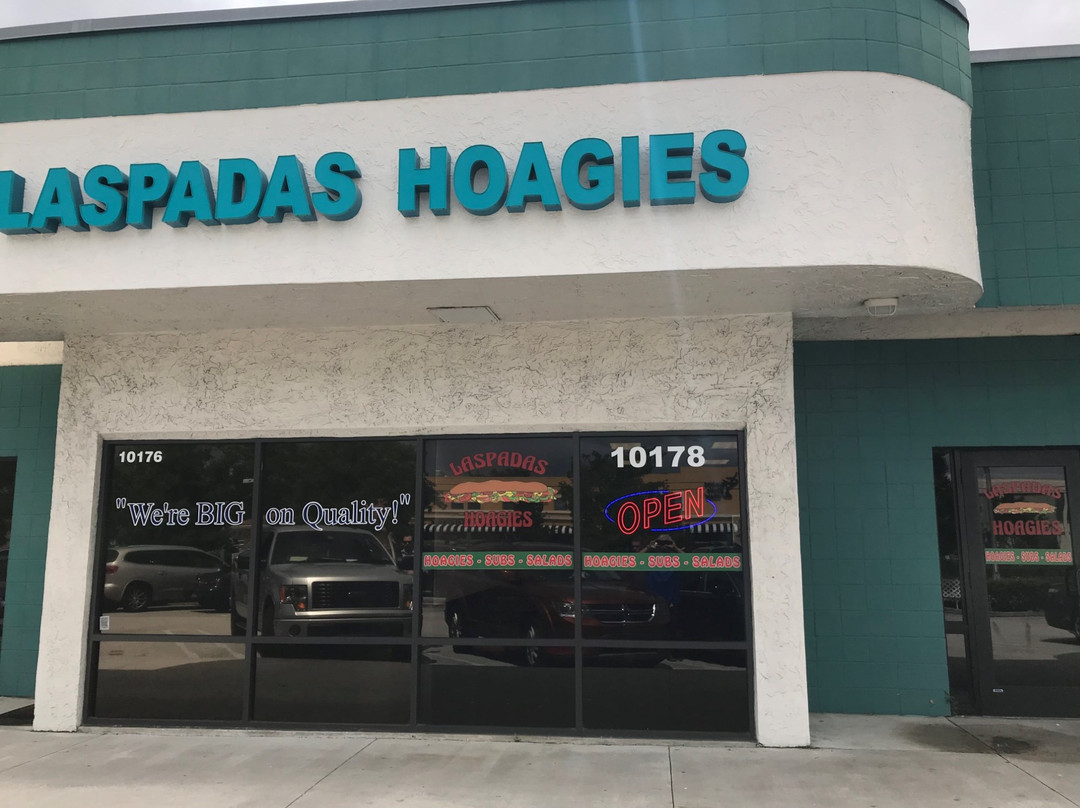 LASPADAS HOAGIES
10176
10178
"We're BIG on Quality!"
LASPADAS
HOAGIES
OPEN
HOAGIES - SUBS - SALADS
HOAGIES - SUBS - SALADS
LASPADAS
HOAGIES
HOAGIES - SUBS - SALADS